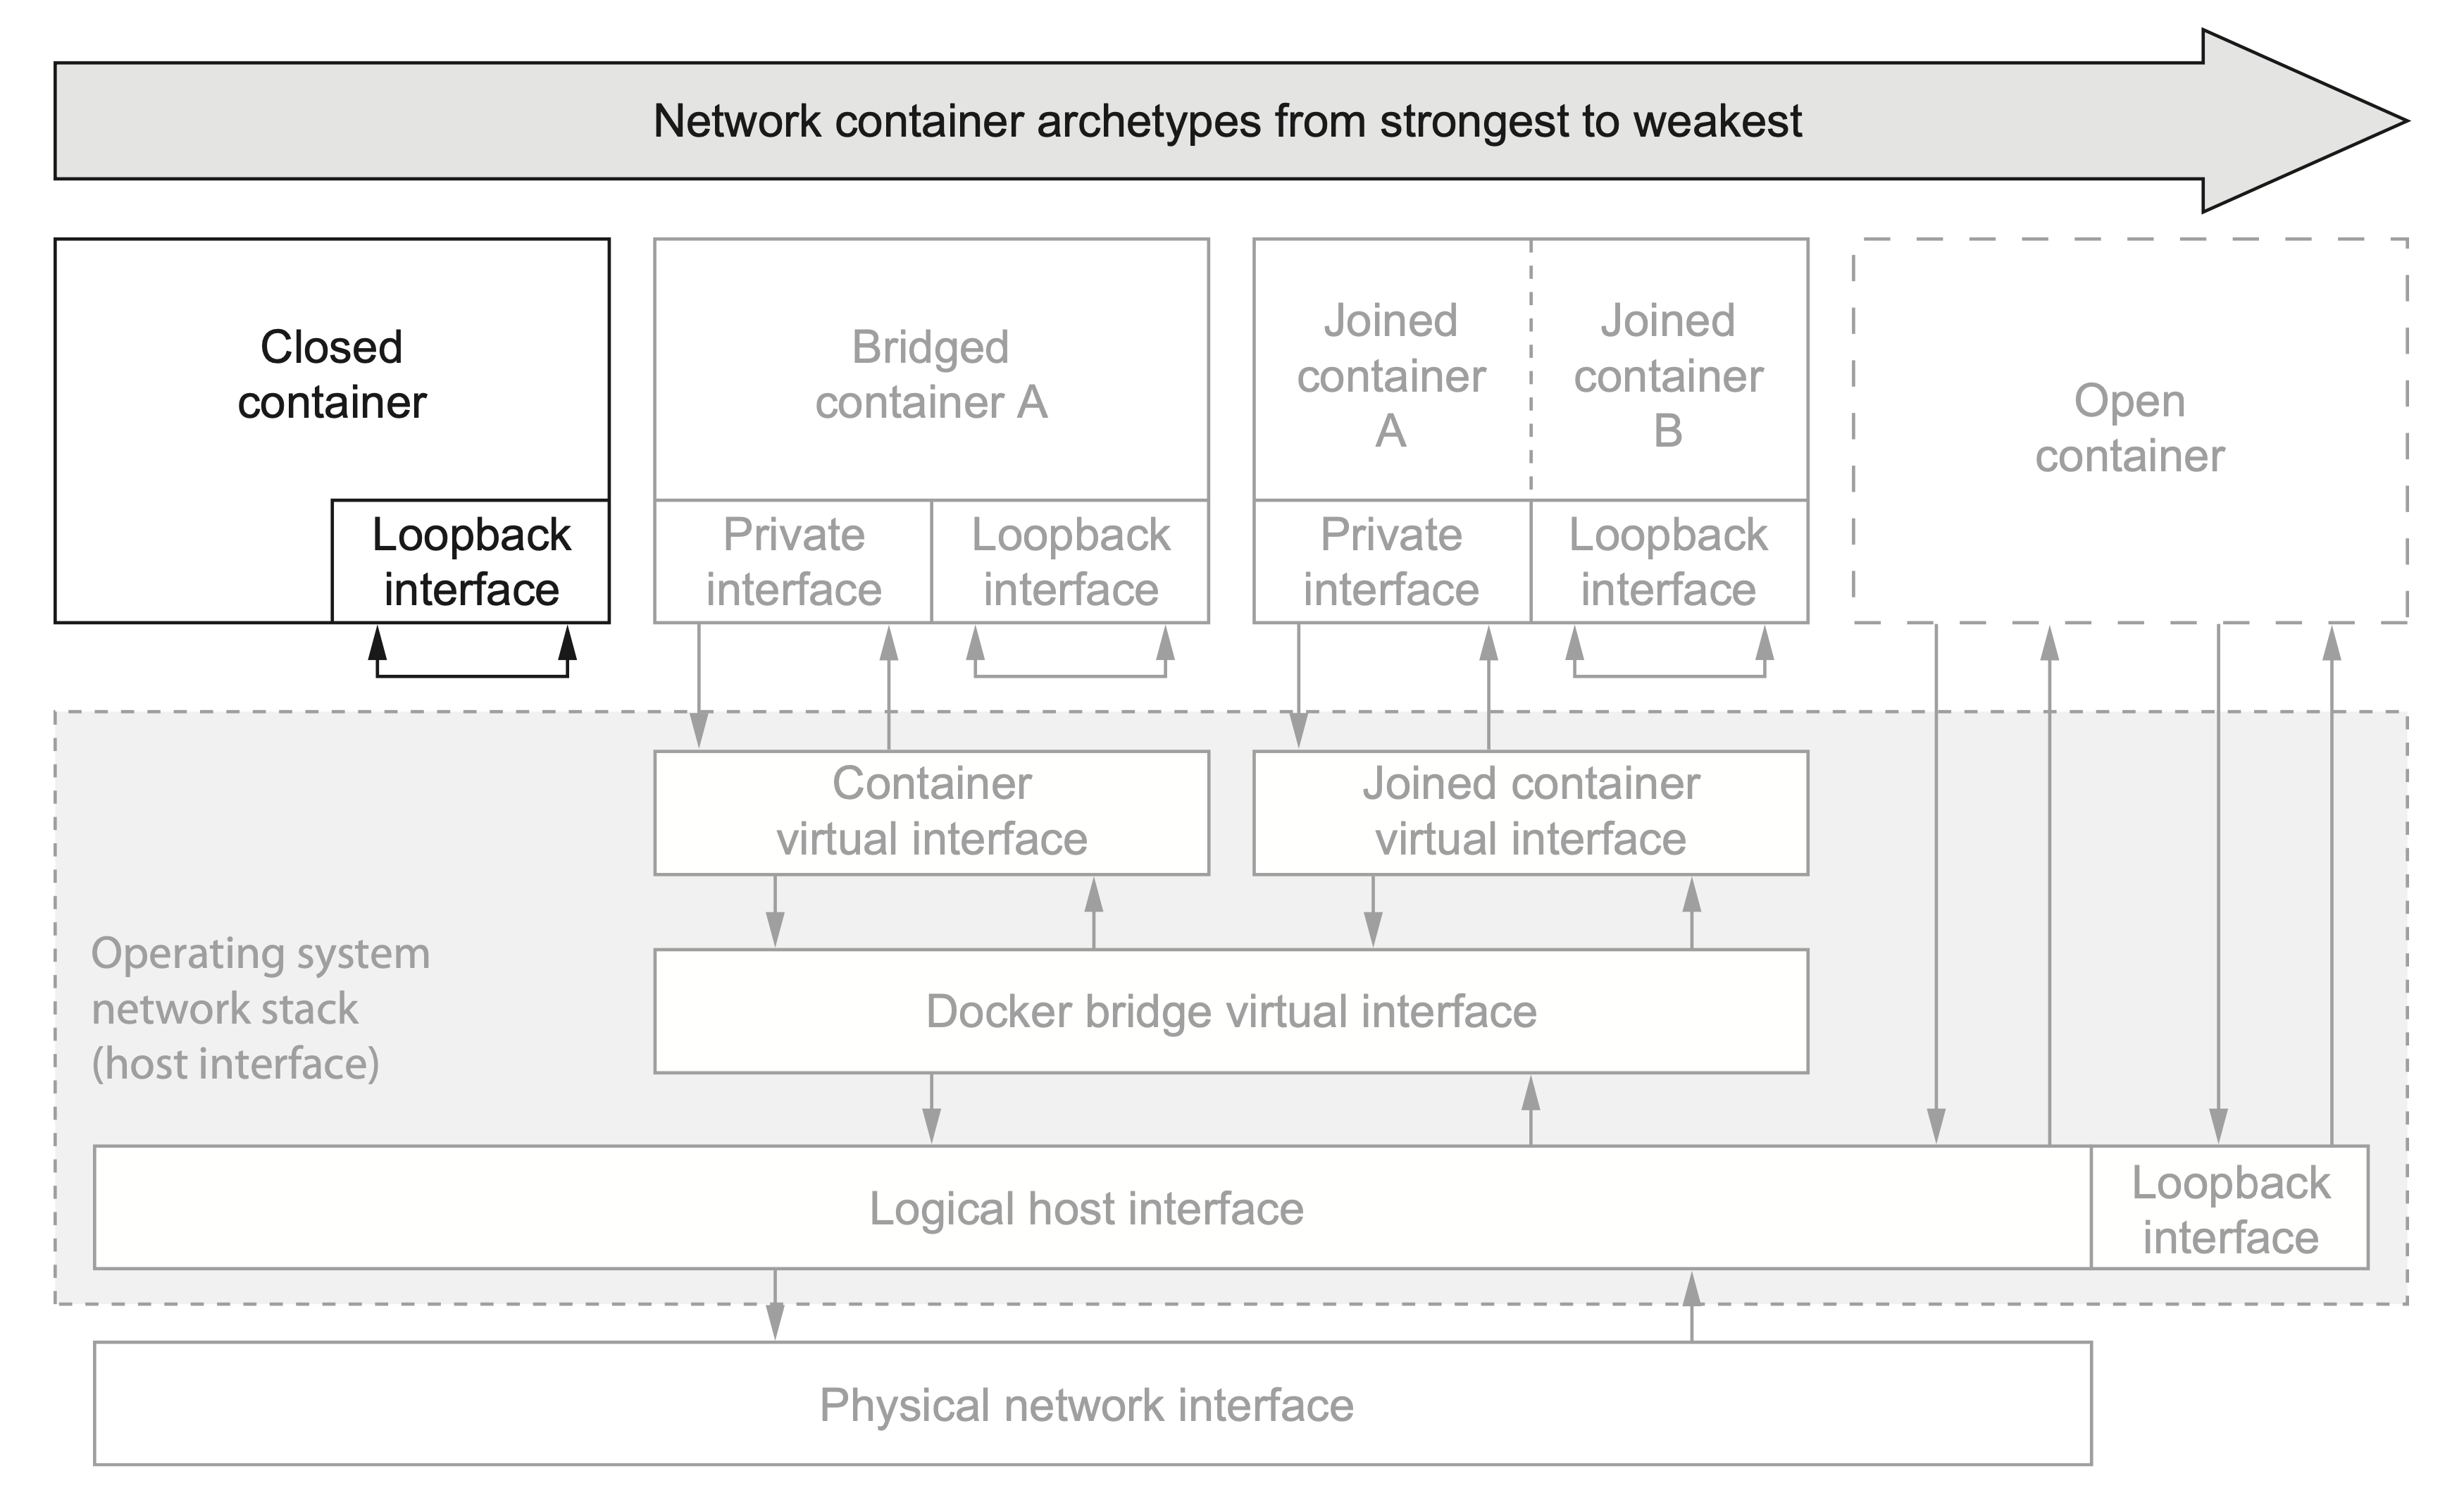 Network container archetypes from strongest to weakest
Closed
container
Loopback
interface
Bridged
container A
Private
interface
Loopback
interface
Joined
container
A
Joined
container
B
Private
interface
Loopback
interface
Open
container
Container
virtual interface
Joined container
virtual interface
Operating system
network stack
(host interface)
Docker bridge virtual interface
Logical host interface
Loopback
interface
Physical network interface